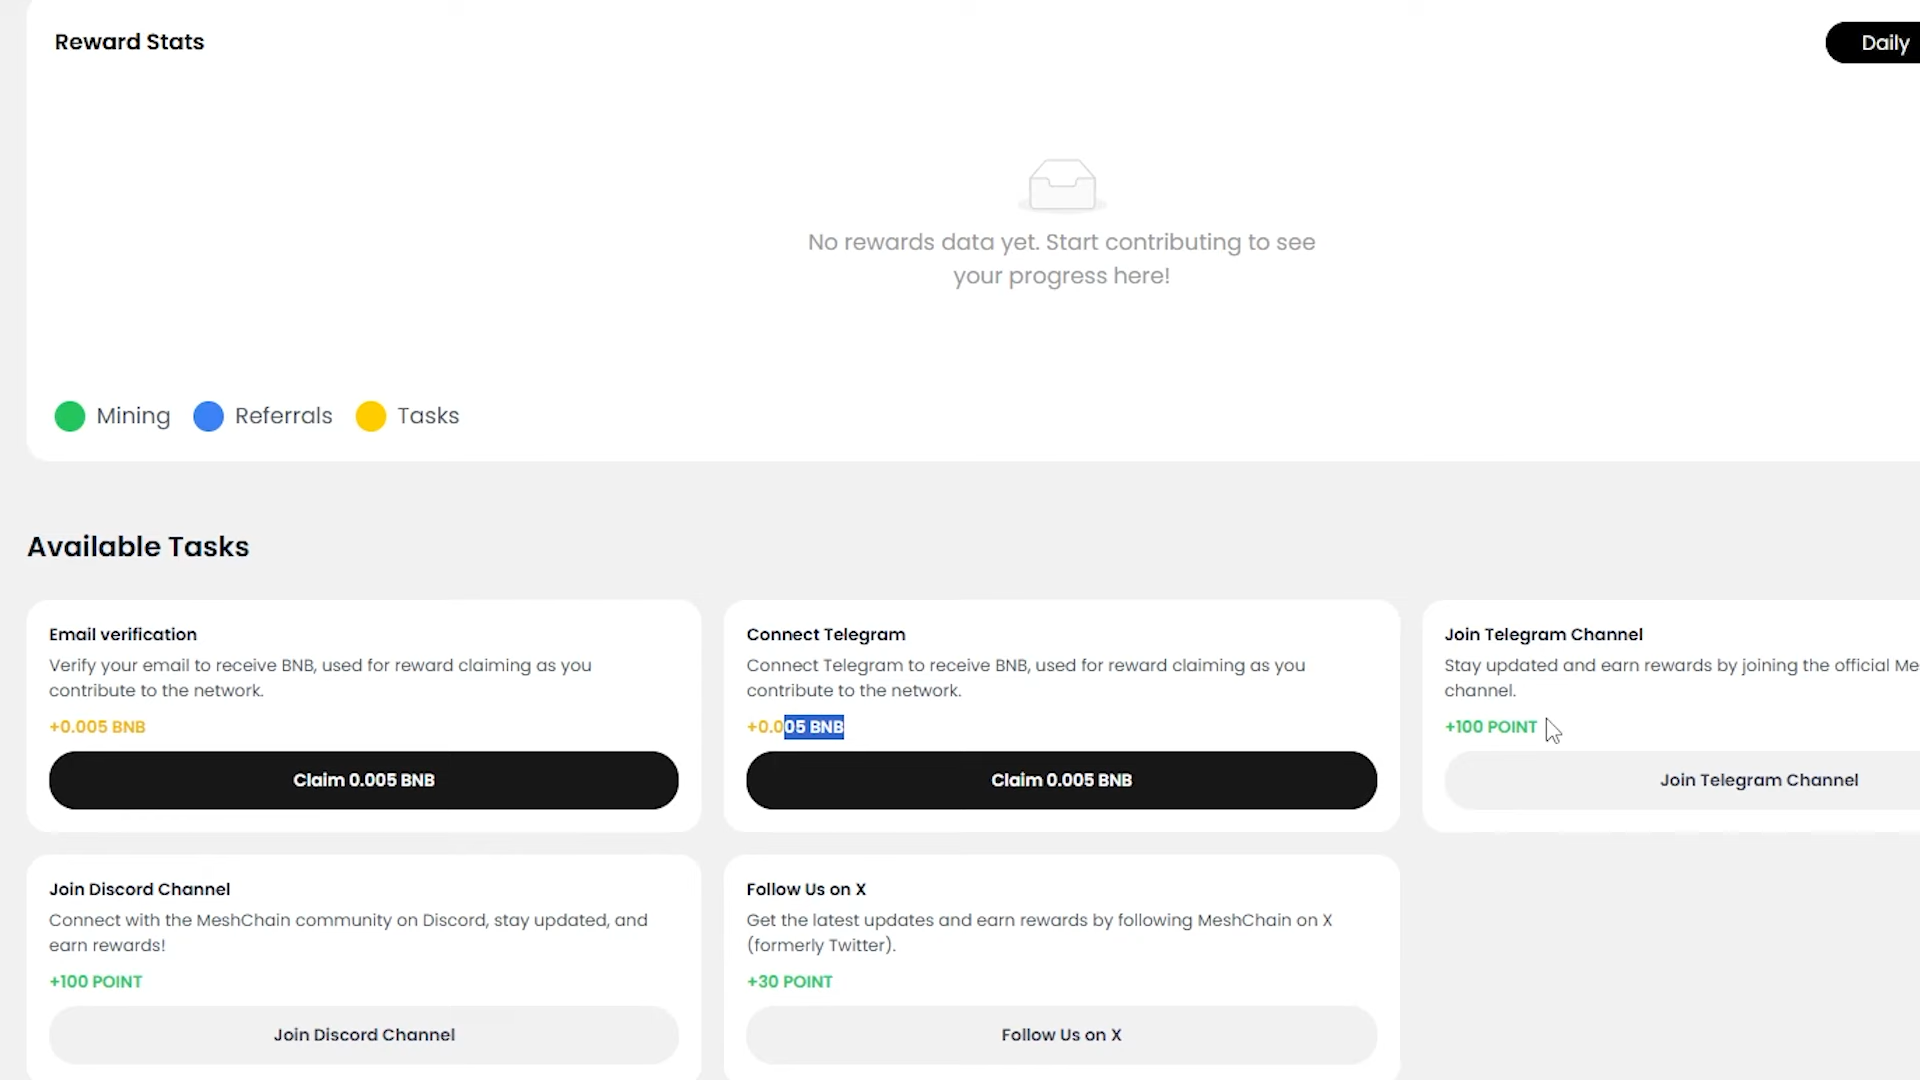 Reward Stats
Daily
No rewards data yet. Start contributing to see
your progress here!
Mining
Referrals
Tasks
Available Tasks
Email verification
Verify your email to receive BNB, used for reward claiming as you
contribute to the network.
+0.005 BNB
Claim 0.005 BNB
Connect Telegram
Connect Telegram to receive BNB, used for reward claiming as you
contribute to the network.
+0.005 BNB
Claim 0.005 BNB
Join Telegram Channel
Stay updated and earn rewards by joining the official Me
channel.
+100 POINT
Join Telegram Channel
Join Discord Channel
Connect with the MeshChain community on Discord, stay updated, and
earn rewards!
+100 POINT
Join Discord Channel
Follow Us on X
Get the latest updates and earn rewards by following MeshChain on X
(formerly Twitter).
+30 POINT
Follow Us on X